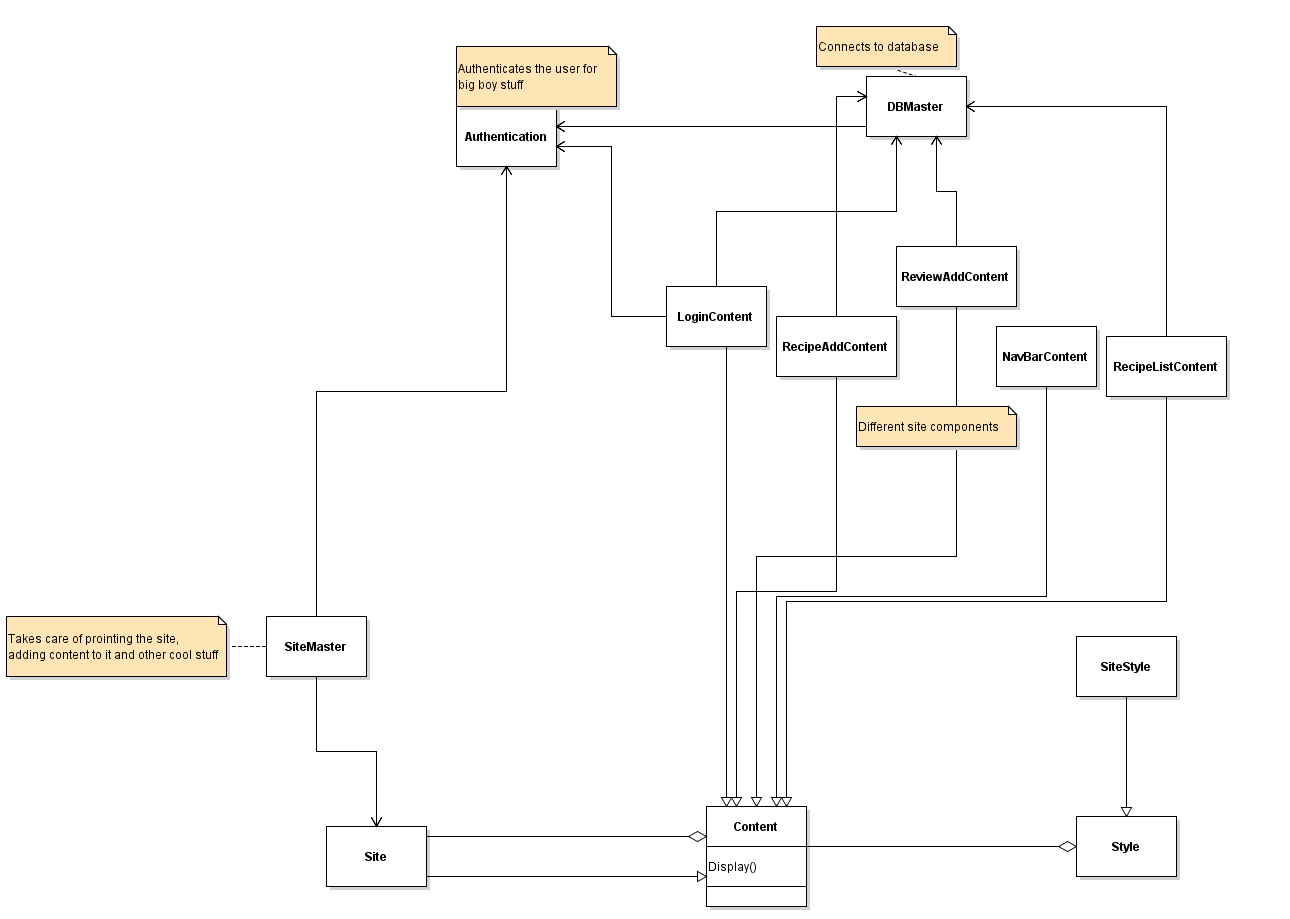 Connects to database
Authenticates the user for
big boy stuff
DBMaster
Authentication
ReviewAddContent
LoginContent
RecipeAddContent
NavBarContent
RecipeListContent
Different site components
Takes care of prointing the site,
adding content to it and other cool stuff
SiteMaster
SiteStyle
Content
Site
Display()
Style